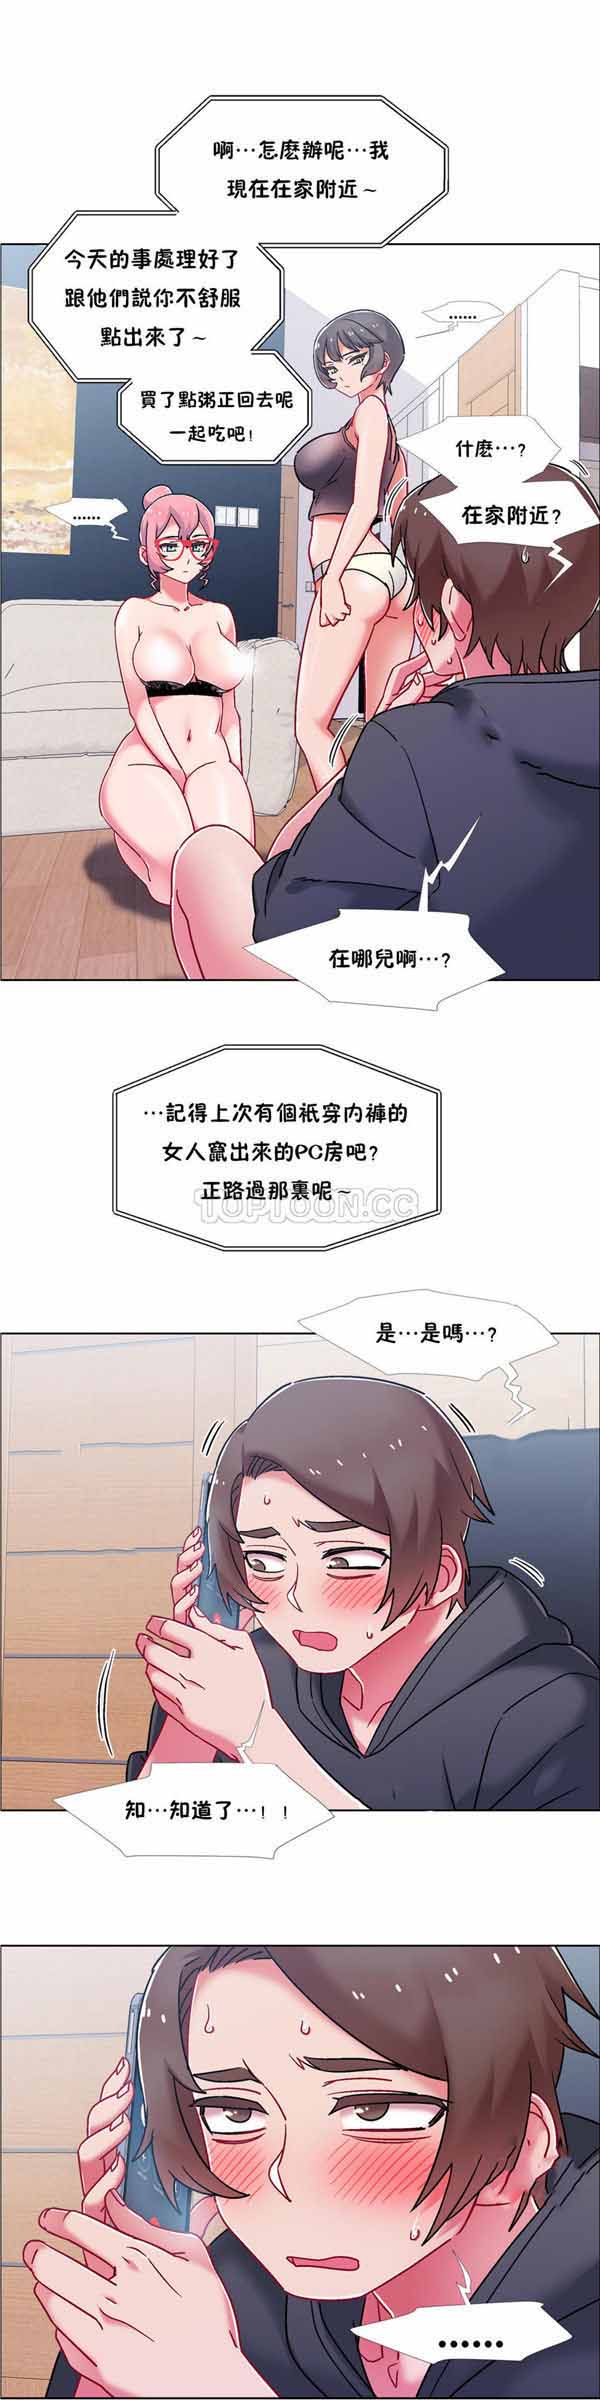 啊…怎麽辦呢…我
現在在家附近～
今天的事處理好了
跟他們説你不舒服
點出來了～
買了點粥正回去呢
一起吃吧！
……
什麽…?
在家附近?
……
在哪兒啊…?
…記得上次有個衹穿内褲的
女人竄出來的PC房吧?
正路過那裏呢～
TOPTOON.CC
是…是嗎…?
知…知道了…！！
……